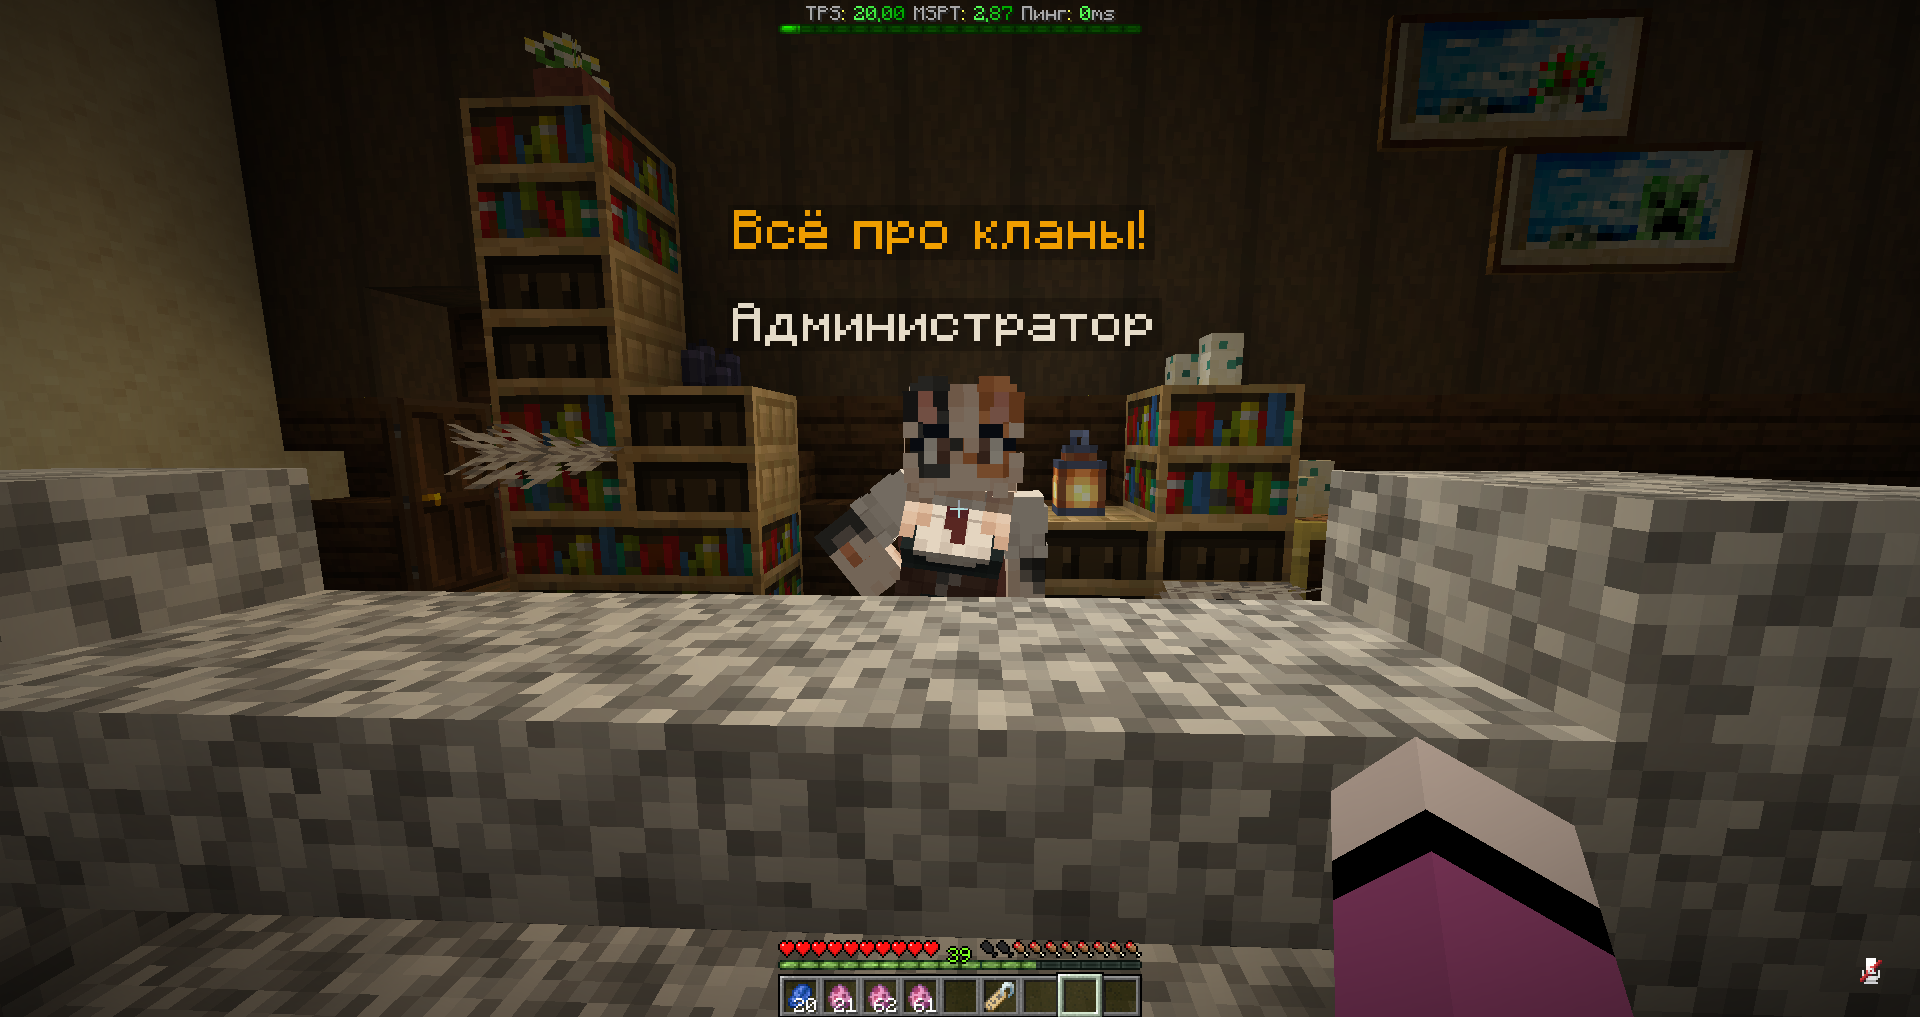 TPS: 20,00 MSPT: 2,87 Пинг: 0ms
Всё про кланы!
Администратор
39
20 21 62 61